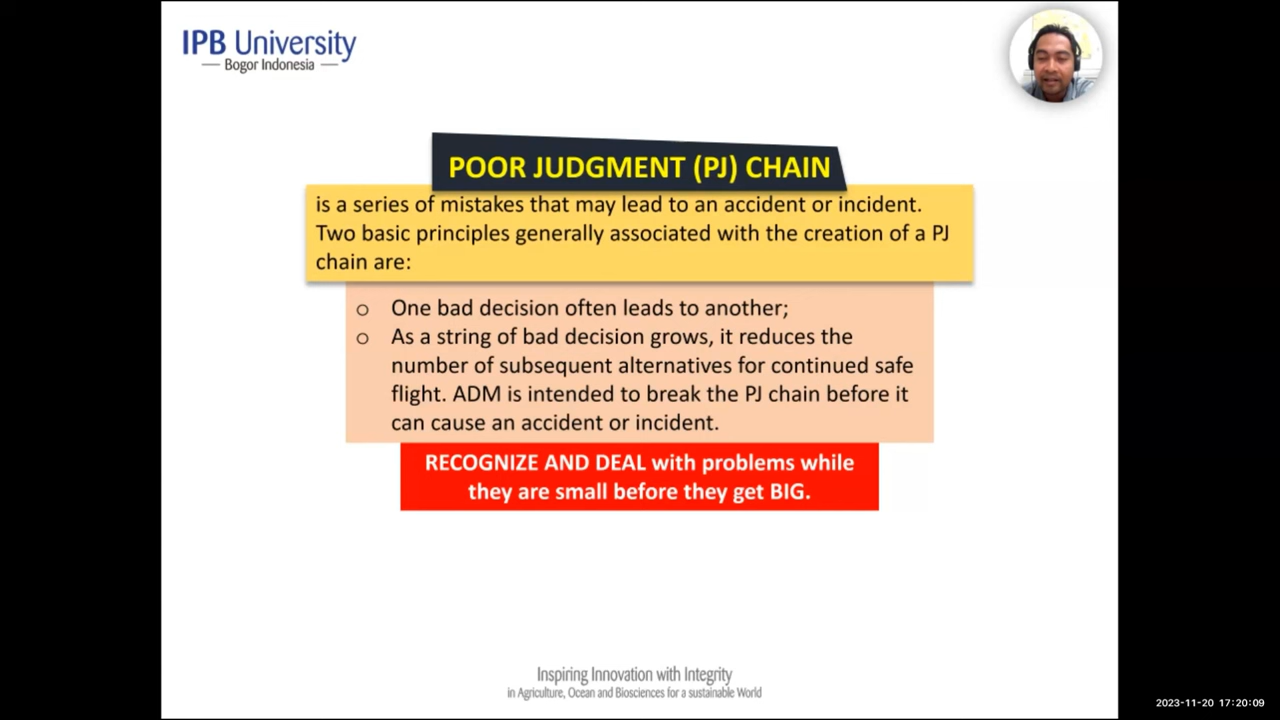 IPB University
Bogor Indonesia
POOR JUDGMENT (PJ) CHAIN
is a series of mistakes that may lead to an accident or incident.
Two basic principles generally associated with the creation of a PJ
chain are:
o One bad decision often leads to another;
o As a string of bad decision grows, it reduces the
number of subsequent alternatives for continued safe
flight. ADM is intended to break the PJ chain before it
can cause an accident or incident.
RECOGNIZE AND DEAL with problems while
they are small before they get BIG.
Inspiring Innovation with Integrity
in Agriculture, Ocean and Biosciences for a sustainable World
2023-11-20 17:20:09